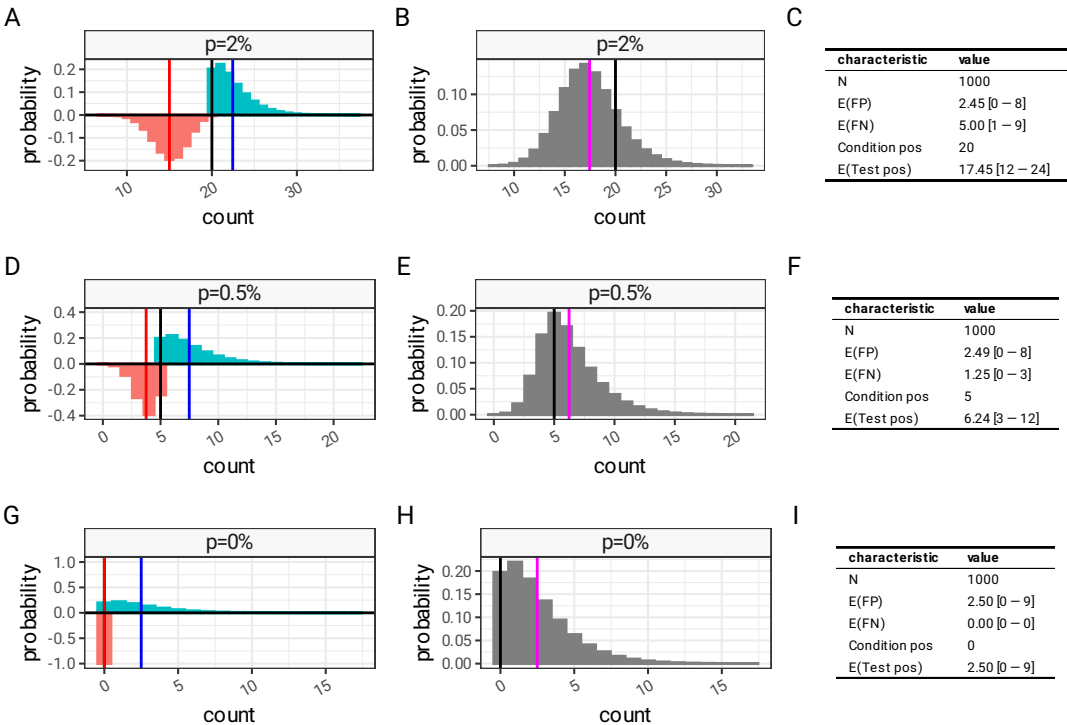 A
p=2%
probability
0.2
0.1
0.0
-0.1
-0.2
10
20
30
count
B
p=2%
probability
0.10
0.05
0.00
10
15
20
25
30
count
C
characteristic value
N 1000
E(FP) 2.45 [0 – 8]
E(FN) 5.00 [1 – 9]
Condition pos 20
E(Test pos) 17.45 [12 – 24]
D
p=0.5%
probability
0.4
0.2
0.0
-0.2
-0.4
0
5
10
15
20
count
E
p=0.5%
probability
0.20
0.15
0.10
0.05
0.00
0
5
10
15
20
count
F
characteristic value
N 1000
E(FP) 2.49 [0 – 8]
E(FN) 1.25 [0 – 3]
Condition pos 5
E(Test pos) 6.24 [3 – 12]
G
p=0%
probability
1.0
0.5
0.0
-0.5
-1.0
0
5
10
15
count
H
p=0%
probability
0.20
0.15
0.10
0.05
0.00
0
5
10
15
count
I
characteristic value
N 1000
E(FP) 2.50 [0 – 9]
E(FN) 0.00 [0 – 0]
Condition pos 0
E(Test pos) 2.50 [0 – 9]